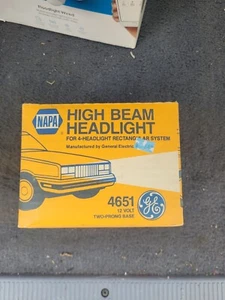 NAPA
HIGH BEAM
HEADLIGHT
FOR 4-HEADLIGHT RECTANGULAR SYSTEM
Manufactured by General Electric
4651
12 VOLT
TWO-PRONG BASE
GE